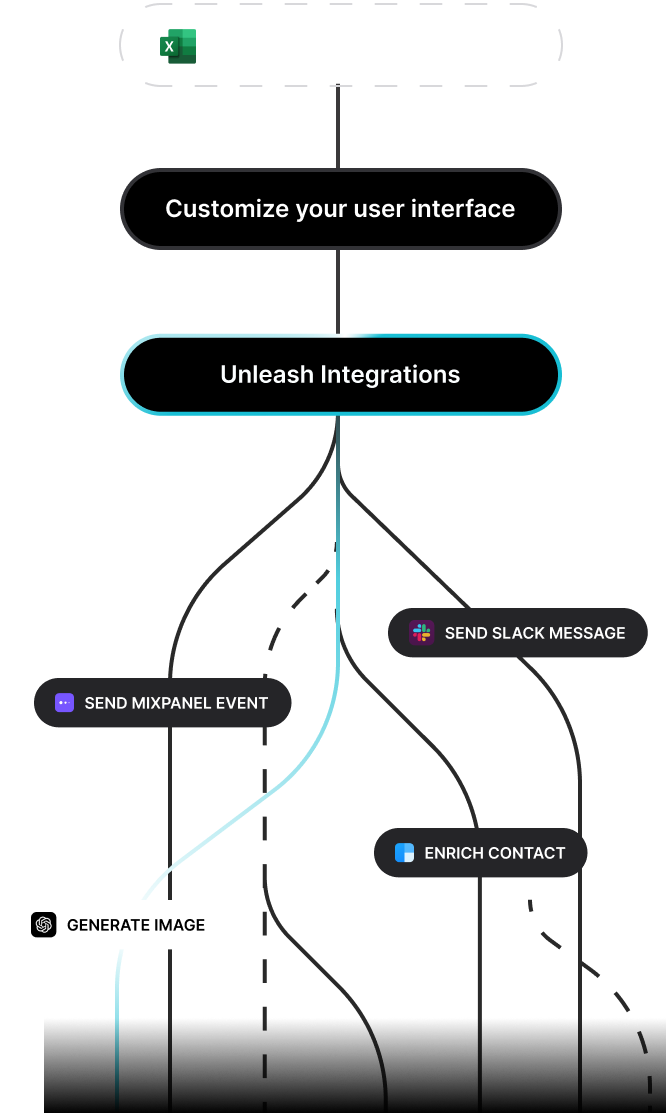 X
Customize your user interface
Unleash Integrations
SEND SLACK MESSAGE
SEND MIXPANEL EVENT
ENRICH CONTACT
GENERATE IMAGE